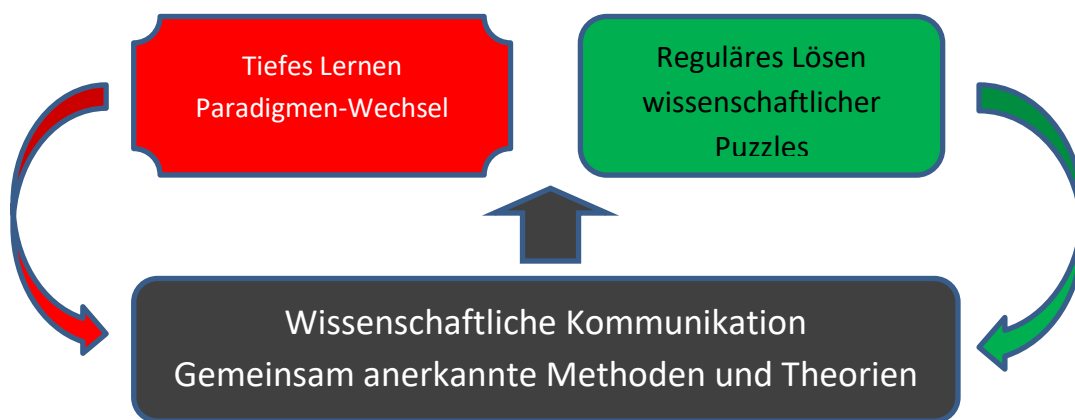 Tiefes Lernen
Paradigmen-Wechsel
Reguläres Lösen
wissenschaftlicher
Puzzles
Wissenschaftliche Kommunikation
Gemeinsam anerkannte Methoden und Theorien